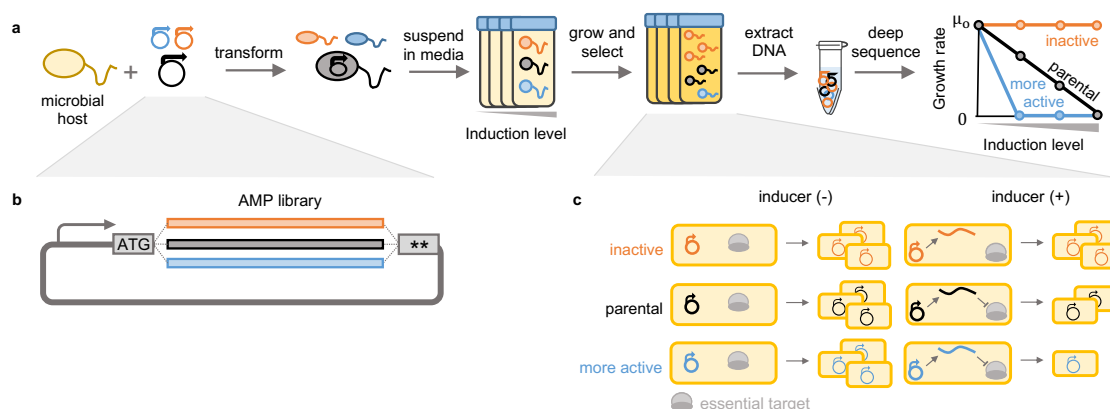 a
microbial
host
+
transform
suspend
in media
Induction level
grow and
select
extract
DNA
deep
sequence
Growth rate
μo
0
inactive
parental
more
active
Induction level
b
AMP library
ATG
**
c
inducer (-)
inducer (+)
inactive
parental
more active
essential target